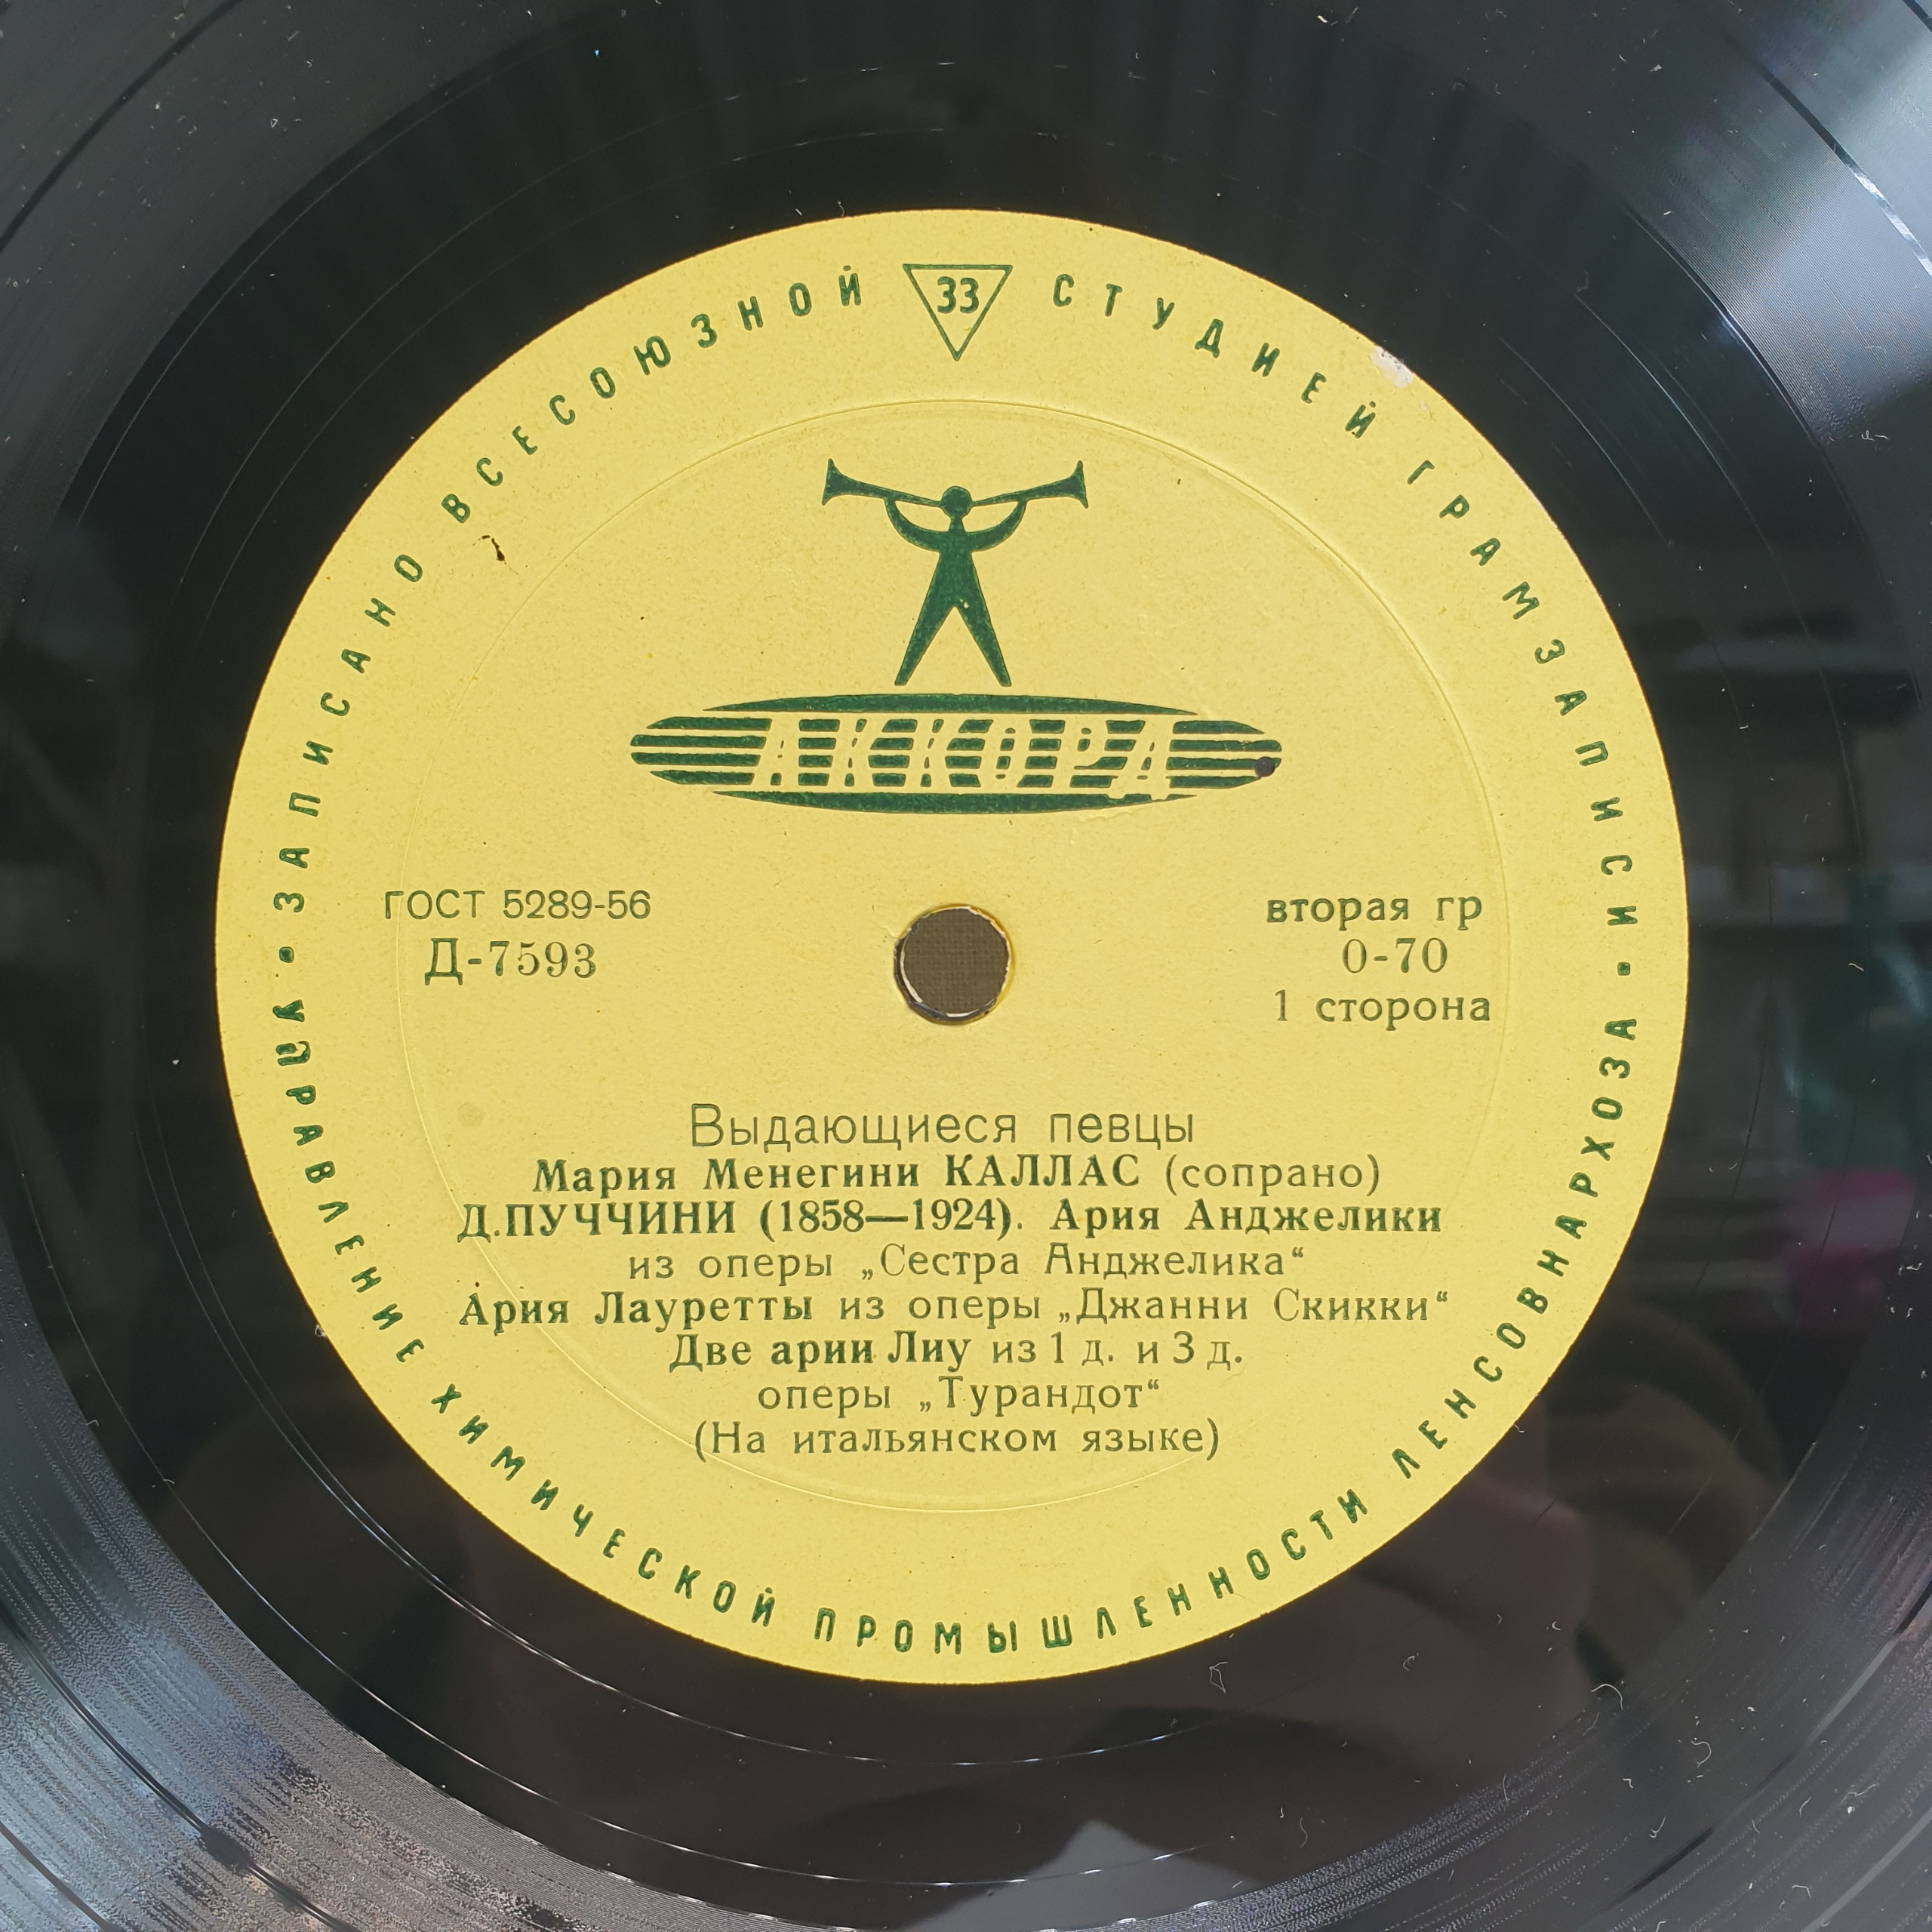 ЗАПИСАНО ВСЕСОЮЗНОЙ 33 СТУДИЕЙ ГРАМЗАПИСИ
АККОРД
ГОСТ 5289-56
Д-7593
вторая гр
0-70
1 сторона
Выдающиеся певцы
Мария Менегини КАЛЛАС (сопрано)
Д.ПУЧЧИНИ (1858—1924). Ария Анджелики
из оперы „Сестра Анджелика“
Ария Лауретты из оперы „Джанни Скикки“
Две арии Лиу из 1 д. и 3 д.
оперы „Турандот“
(На итальянском языке)
УПРАВЛЕНИЕ ХИМИЧЕСКОЙ ПРОМЫШЛЕННОСТИ ЛЕНСОВНАРХОЗА